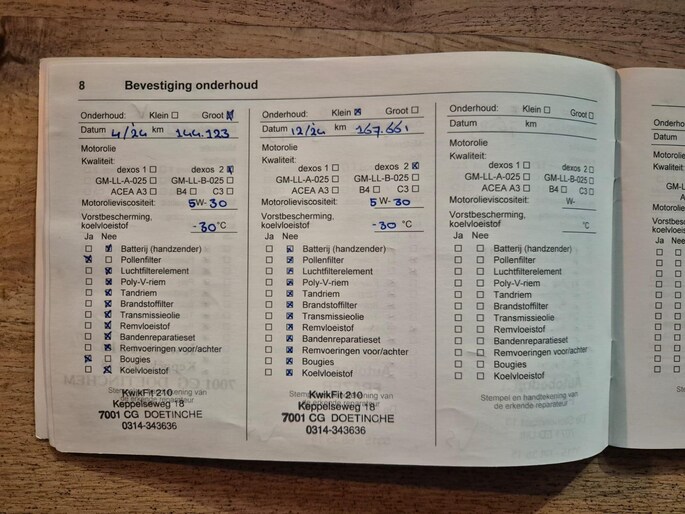 8 Bevestiging onderhoud
Onderhoud: Klein ☐ Groot ☒
Datum 4/'24 km 144.123
Motorolie
Kwaliteit:
dexos 1 ☐ dexos 2 ☒
GM-LL-A-025 ☐ GM-LL-B-025 ☐
ACEA A3 ☐ B4 ☐ C3 ☐
Motorolieviscositeit: 5W-30
Vorstbescherming,
koelvloeistof -30 °C
Ja Nee
☐ ☒ Batterij (handzender)
☒ ☐ Pollenfilter
☐ ☒ Luchtfilterelement
☐ ☒ Poly-V-riem
☐ ☒ Tandriem
☐ ☒ Brandstoffilter
☐ ☒ Transmissieolie
☐ ☒ Remvloeistof
☐ ☒ Bandenreparatieset
☐ ☒ Remvoeringen voor/achter
☒ ☐ Bougies
☐ ☒ Koelvloeistof
KwikFit 210
Keppelseweg 18
7001 CG DOETINCHE
0314-343636
Onderhoud: Klein ☒ Groot ☐
Datum 12/'24 km 167.661
Motorolie
Kwaliteit:
dexos 1 ☐ dexos 2 ☒
GM-LL-A-025 ☐ GM-LL-B-025 ☐
ACEA A3 ☐ B4 ☐ C3 ☐
Motorolieviscositeit: 5W-30
Vorstbescherming,
koelvloeistof -30 °C
Ja Nee
☐ ☒ Batterij (handzender)
☐ ☒ Pollenfilter
☐ ☒ Luchtfilterelement
☐ ☒ Poly-V-riem
☐ ☒ Tandriem
☐ ☒ Brandstoffilter
☐ ☒ Transmissieolie
☐ ☒ Remvloeistof
☐ ☒ Bandenreparatieset
☐ ☒ Remvoeringen voor/achter
☐ ☒ Bougies
☐ ☒ Koelvloeistof
KwikFit 210
Keppelseweg 18
7001 CG DOETINCHE
0314-343636
Onderhoud: Klein ☐ Groot ☐
Datum km
Motorolie
Kwaliteit:
dexos 1 ☐ dexos 2 ☐
GM-LL-A-025 ☐ GM-LL-B-025 ☐
ACEA A3 ☐ B4 ☐ C3 ☐
Motorolieviscositeit: W-
Vorstbescherming,
koelvloeistof °C
Ja Nee
☐ ☐ Batterij (handzender)
☐ ☐ Pollenfilter
☐ ☐ Luchtfilterelement
☐ ☐ Poly-V-riem
☐ ☐ Tandriem
☐ ☐ Brandstoffilter
☐ ☐ Transmissieolie
☐ ☐ Remvloeistof
☐ ☐ Bandenreparatieset
☐ ☐ Remvoeringen voor/achter
☐ ☐ Bougies
☐ ☐ Koelvloeistof
Stempel en handtekening van
de erkende-reparateur
Datum
Motorolie
Kwaliteit:
Ja Nee